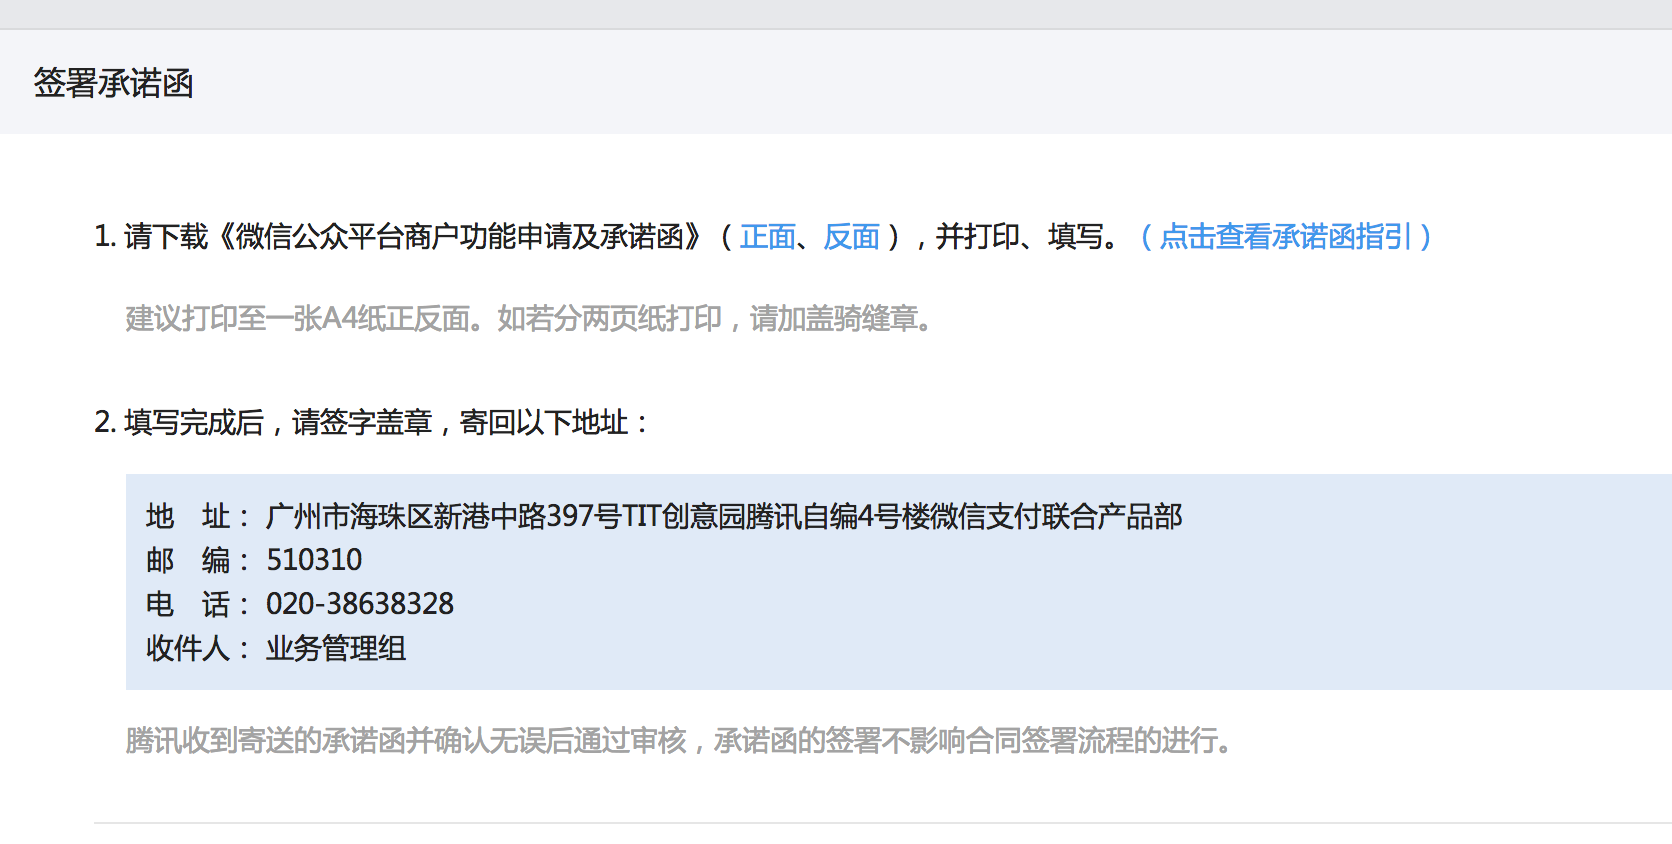 签署承诺函
1. 请下载《微信公众平台商户功能申请及承诺函》（正面、反面），并打印、填写。（点击查看承诺函指引）
建议打印至一张A4纸正反面。如若分两页纸打印，请加盖骑缝章。
2. 填写完成后，请签字盖章，寄回以下地址：
地　址： 广州市海珠区新港中路397号TIT创意园腾讯自编4号楼微信支付联合产品部
邮　编： 510310
电　话： 020-38638328
收件人： 业务管理组
腾讯收到寄送的承诺函并确认无误后通过审核，承诺函的签署不影响合同签署流程的进行。